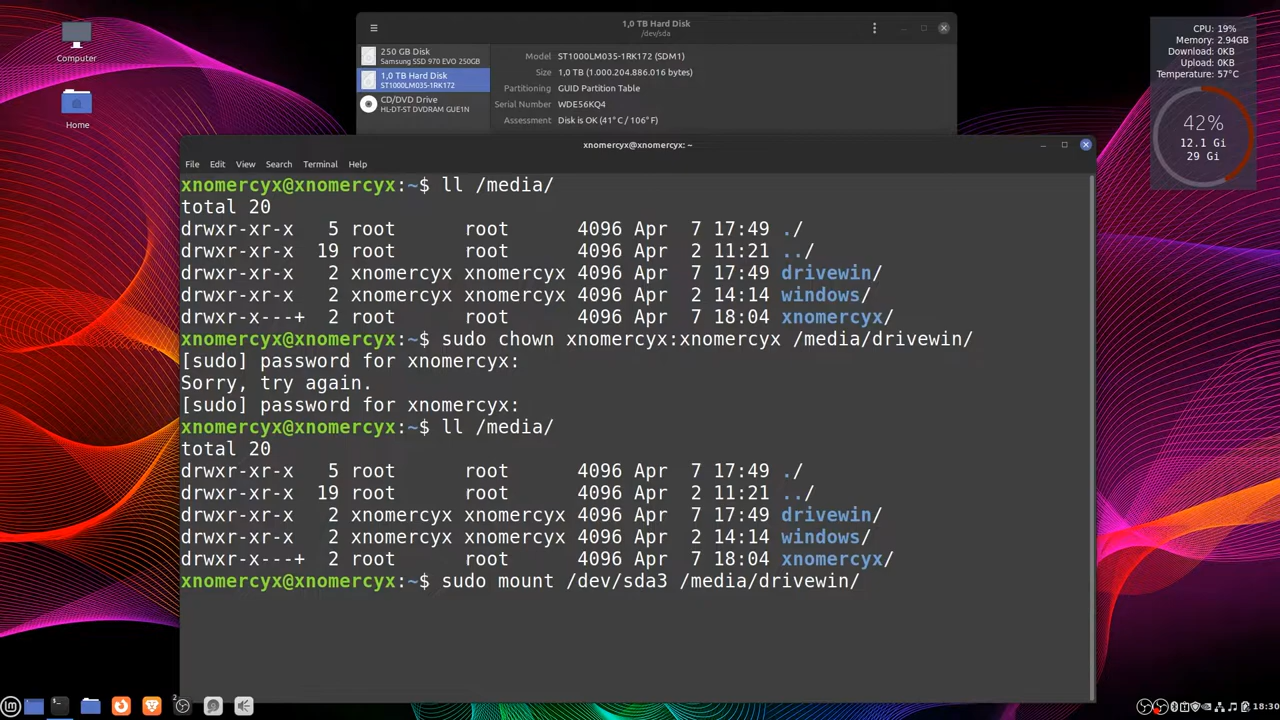 Computer
Home
1,0 TB Hard Disk
/dev/sda
250 GB Disk
Samsung SSD 970 EVO 250GB
1,0 TB Hard Disk
ST1000LM035-1RK172
CD/DVD Drive
HL-DT-ST DVDRAM GUE1N
Model ST1000LM035-1RK172 (SDM1)
Size 1,0 TB (1.000.204.886.016 bytes)
Partitioning GUID Partition Table
Serial Number WDE56KQ4
Assessment Disk is OK (41° C / 106° F)
CPU: 19%
Memory: 2.94GB
Download: 0KB
Upload: 0KB
Temperature: 57°C
42%
12.1 Gi
29 Gi
xnomercyx@xnomercyx: ~
File Edit View Search Terminal Help
xnomercyx@xnomercyx:~$ ll /media/
total 20
drwxr-xr-x   5 root      root      4096 Apr  7 17:49 ./
drwxr-xr-x  19 root      root      4096 Apr  2 11:21 ../
drwxr-xr-x   2 xnomercyx xnomercyx 4096 Apr  7 17:49 drivewin/
drwxr-xr-x   2 xnomercyx xnomercyx 4096 Apr  2 14:14 windows/
drwxr-x---+  2 root      root      4096 Apr  7 18:04 xnomercyx/
xnomercyx@xnomercyx:~$ sudo chown xnomercyx:xnomercyx /media/drivewin/
[sudo] password for xnomercyx:
Sorry, try again.
[sudo] password for xnomercyx:
xnomercyx@xnomercyx:~$ ll /media/
total 20
drwxr-xr-x   5 root      root      4096 Apr  7 17:49 ./
drwxr-xr-x  19 root      root      4096 Apr  2 11:21 ../
drwxr-xr-x   2 xnomercyx xnomercyx 4096 Apr  7 17:49 drivewin/
drwxr-xr-x   2 xnomercyx xnomercyx 4096 Apr  2 14:14 windows/
drwxr-x---+  2 root      root      4096 Apr  7 18:04 xnomercyx/
xnomercyx@xnomercyx:~$ sudo mount /dev/sda3 /media/drivewin/
2
18:30